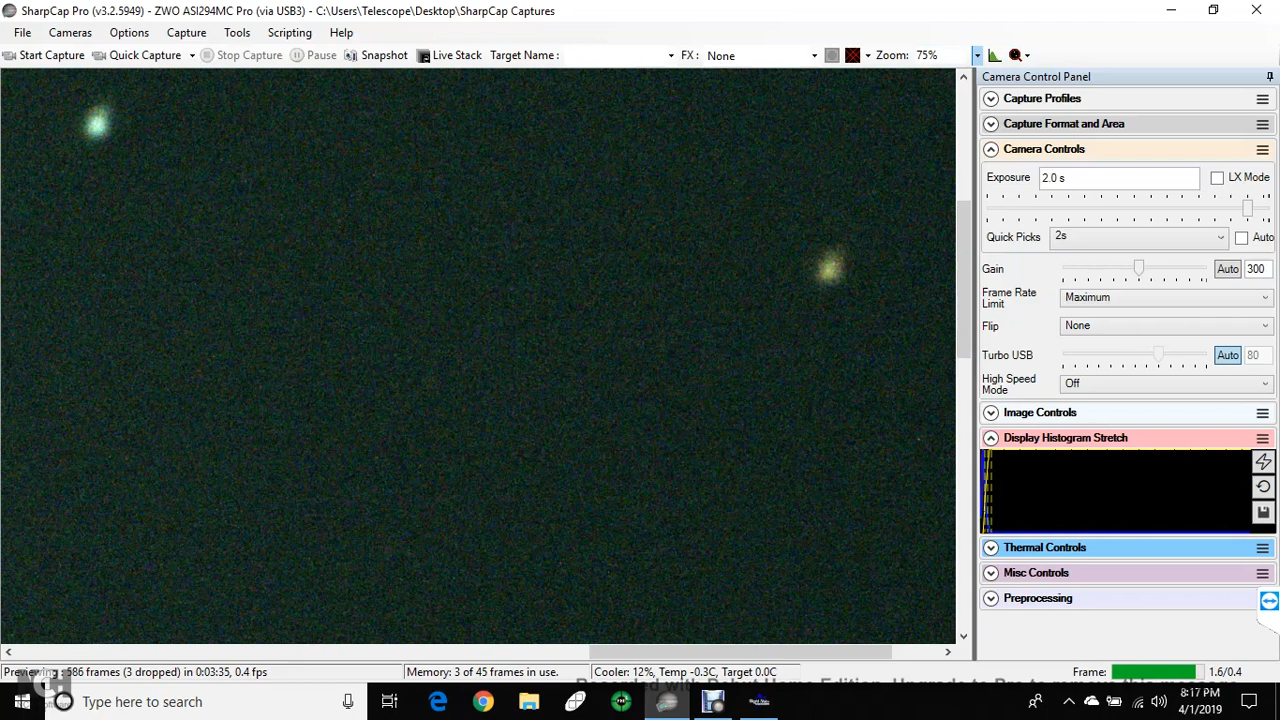 SharpCap Pro (v3.2.5949) - ZWO ASI294MC Pro (via USB3) - C:\Users\Telescope\Desktop\SharpCap Captures
File Cameras Options Capture Tools Scripting Help
Start Capture Quick Capture Stop Capture Pause Snapshot Live Stack Target Name : FX : None Zoom: 75%
Camera Control Panel
Capture Profiles
Capture Format and Area
Camera Controls
Exposure 2.0 s LX Mode
Quick Picks 2s Auto
Gain Auto 300
Frame Rate Limit Maximum
Flip None
Turbo USB Auto 80
High Speed Mode Off
Image Controls
Display Histogram Stretch
Thermal Controls
Misc Controls
Preprocessing
Previewing : 586 frames (3 dropped) in 0:03:35, 0.4 fps Memory: 3 of 45 frames in use. Cooler: 12%, Temp -0.3C, Target 0.0C Frame: 1.6/0.4
Type here to search
8:17 PM
4/1/2019